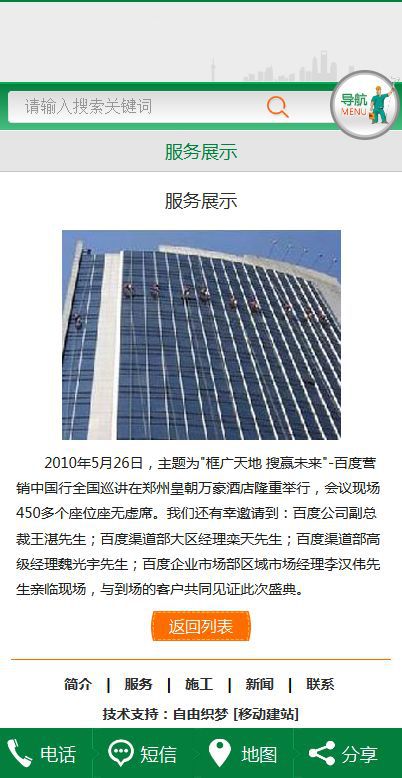 请输入搜索关键词
导航
MENU
服务展示
服务展示
2010年5月26日，主题为"框广天地 搜赢未来"-百度营
销中国行全国巡讲在郑州皇朝万豪酒店隆重举行，会议现场
450多个座位座无虚席。我们还有幸邀请到：百度公司副总
裁王湛先生；百度渠道部大区经理栾天先生；百度渠道部高
级经理魏光宇先生；百度企业市场部区域市场经理李汉伟先
生亲临现场，与到场的客户共同见证此次盛典。
返回列表
简介 | 服务 | 施工 | 新闻 | 联系
技术支持：自由织梦 [移动建站]
电话 短信 地图 分享